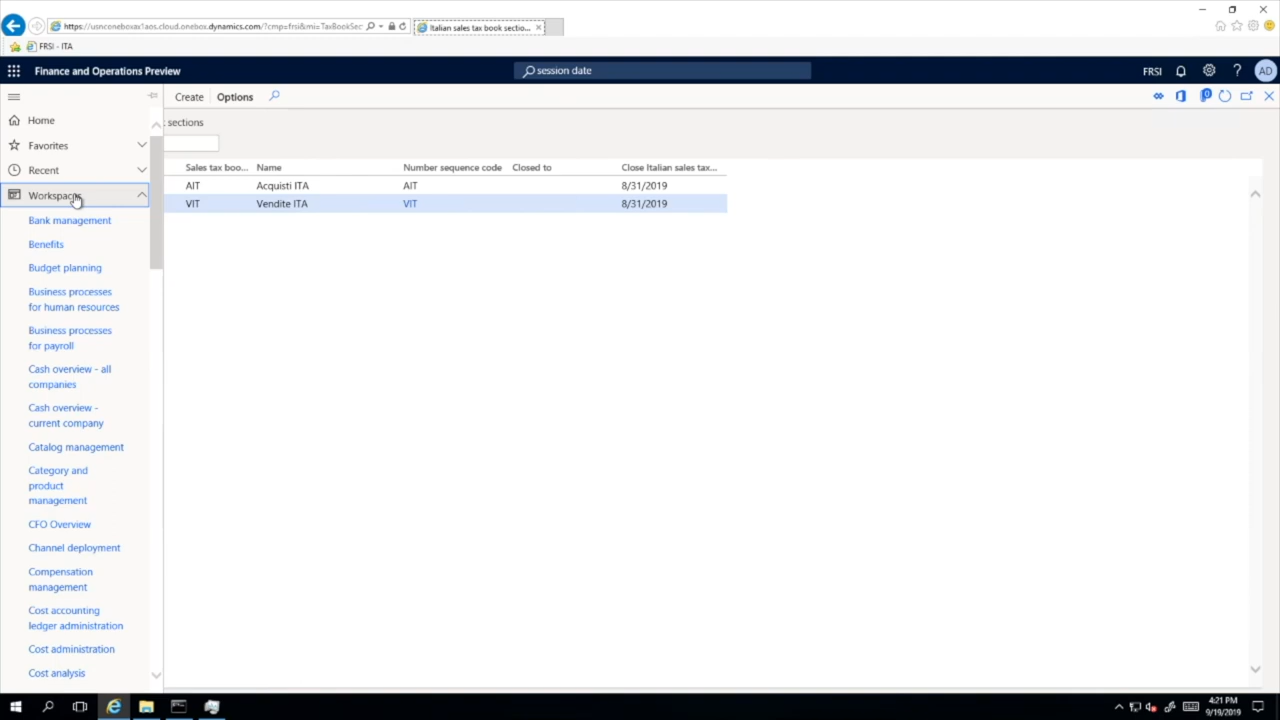 https://usnconeboxax1aos.cloud.onebox.dynamics.com/?cmp=frsi&mi=TaxBookSec
Italian sales tax book sectio...
FRSI - ITA
Finance and Operations Preview
session date
FRSI
?
AD
Create
Options
0
Home
sections
Favorites
Recent
Workspaces
Sales tax boo... Name Number sequence code Closed to Close Italian sales tax...
AIT Acquisti ITA AIT 8/31/2019
VIT Vendite ITA VIT 8/31/2019
Bank management
Benefits
Budget planning
Business processes
for human resources
Business processes
for payroll
Cash overview - all
companies
Cash overview -
current company
Catalog management
Category and
product
management
CFO Overview
Channel deployment
Compensation
management
Cost accounting
ledger administration
Cost administration
Cost analysis
4:21 PM
9/19/2019